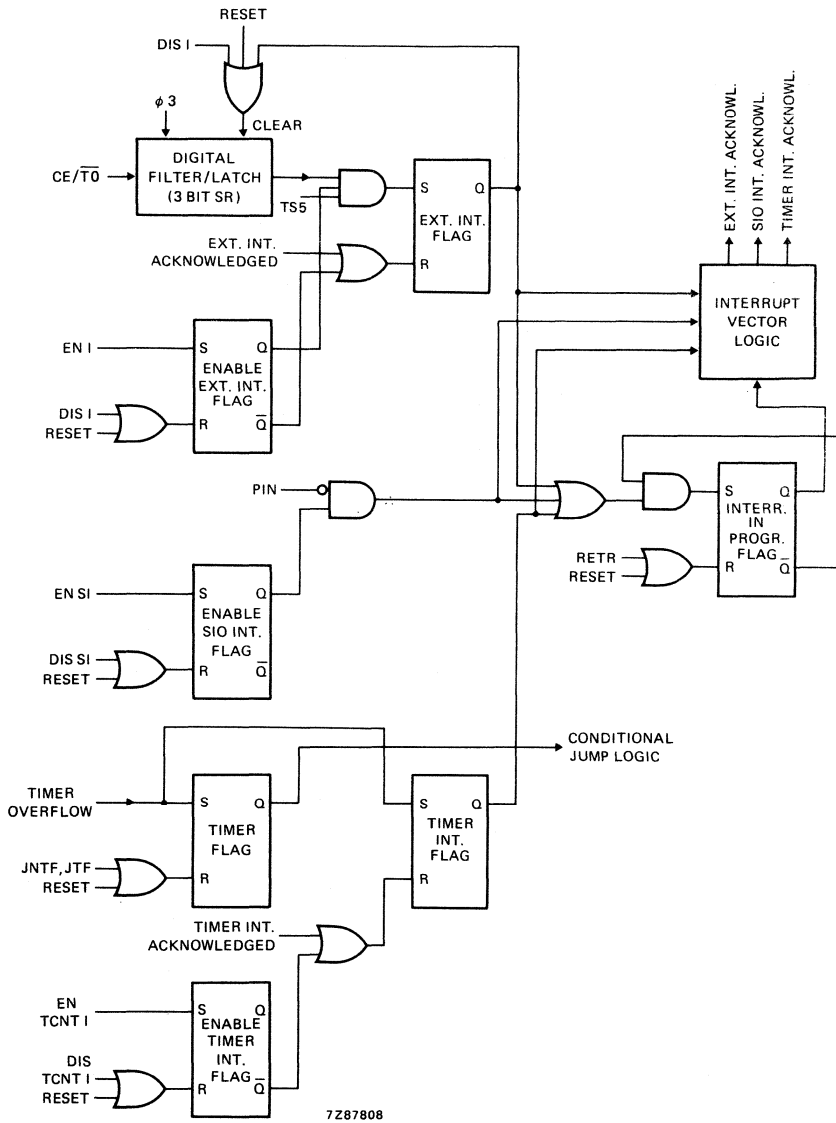 RESET
DIS I
φ 3
CLEAR
CE/T̅0̅
DIGITAL
FILTER/LATCH
(3 BIT SR)
TS5
S Q
EXT. INT.
FLAG
R
EXT. INT.
ACKNOWLEDGED
EXT. INT. ACKNOWL.
SIO INT. ACKNOWL.
TIMER INT. ACKNOWL.
INTERRUPT
VECTOR
LOGIC
EN I
S Q
ENABLE
EXT. INT.
FLAG
R Q̅
DIS I
RESET
PIN
S Q
INTERR.
IN
PROGR.
FLAG
R Q̅
RETR
RESET
EN SI
S Q
ENABLE
SIO INT.
FLAG
R Q̅
DIS SI
RESET
CONDITIONAL
JUMP LOGIC
TIMER
OVERFLOW
S Q
TIMER
FLAG
R
JNTF, JTF
RESET
S Q
TIMER
INT.
FLAG
R
TIMER INT.
ACKNOWLEDGED
EN
TCNT I
S Q
ENABLE
TIMER
INT.
FLAG
R Q̅
DIS
TCNT I
RESET
7Z87808